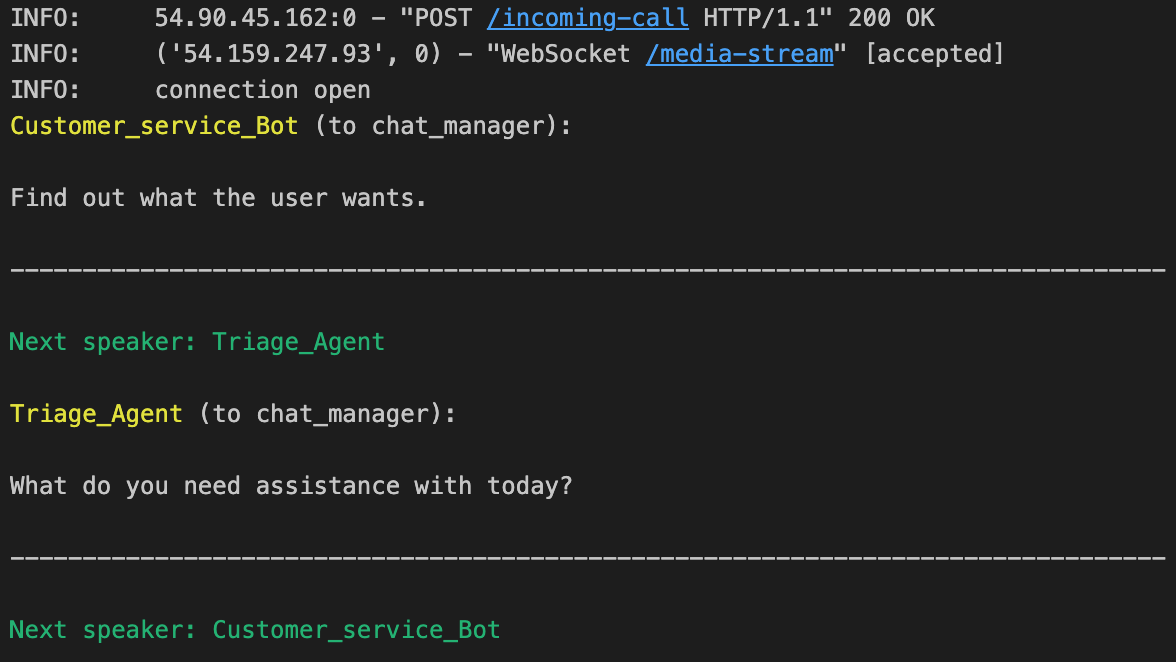 INFO:     54.90.45.162:0 – "POST /incoming-call HTTP/1.1" 200 OK
INFO:     ('54.159.247.93', 0) – "WebSocket /media-stream" [accepted]
INFO:     connection open
Customer_service_Bot (to chat_manager):
Find out what the user wants.
--------------------------------------------------------------------------------
Next speaker: Triage_Agent
Triage_Agent (to chat_manager):
What do you need assistance with today?
--------------------------------------------------------------------------------
Next speaker: Customer_service_Bot